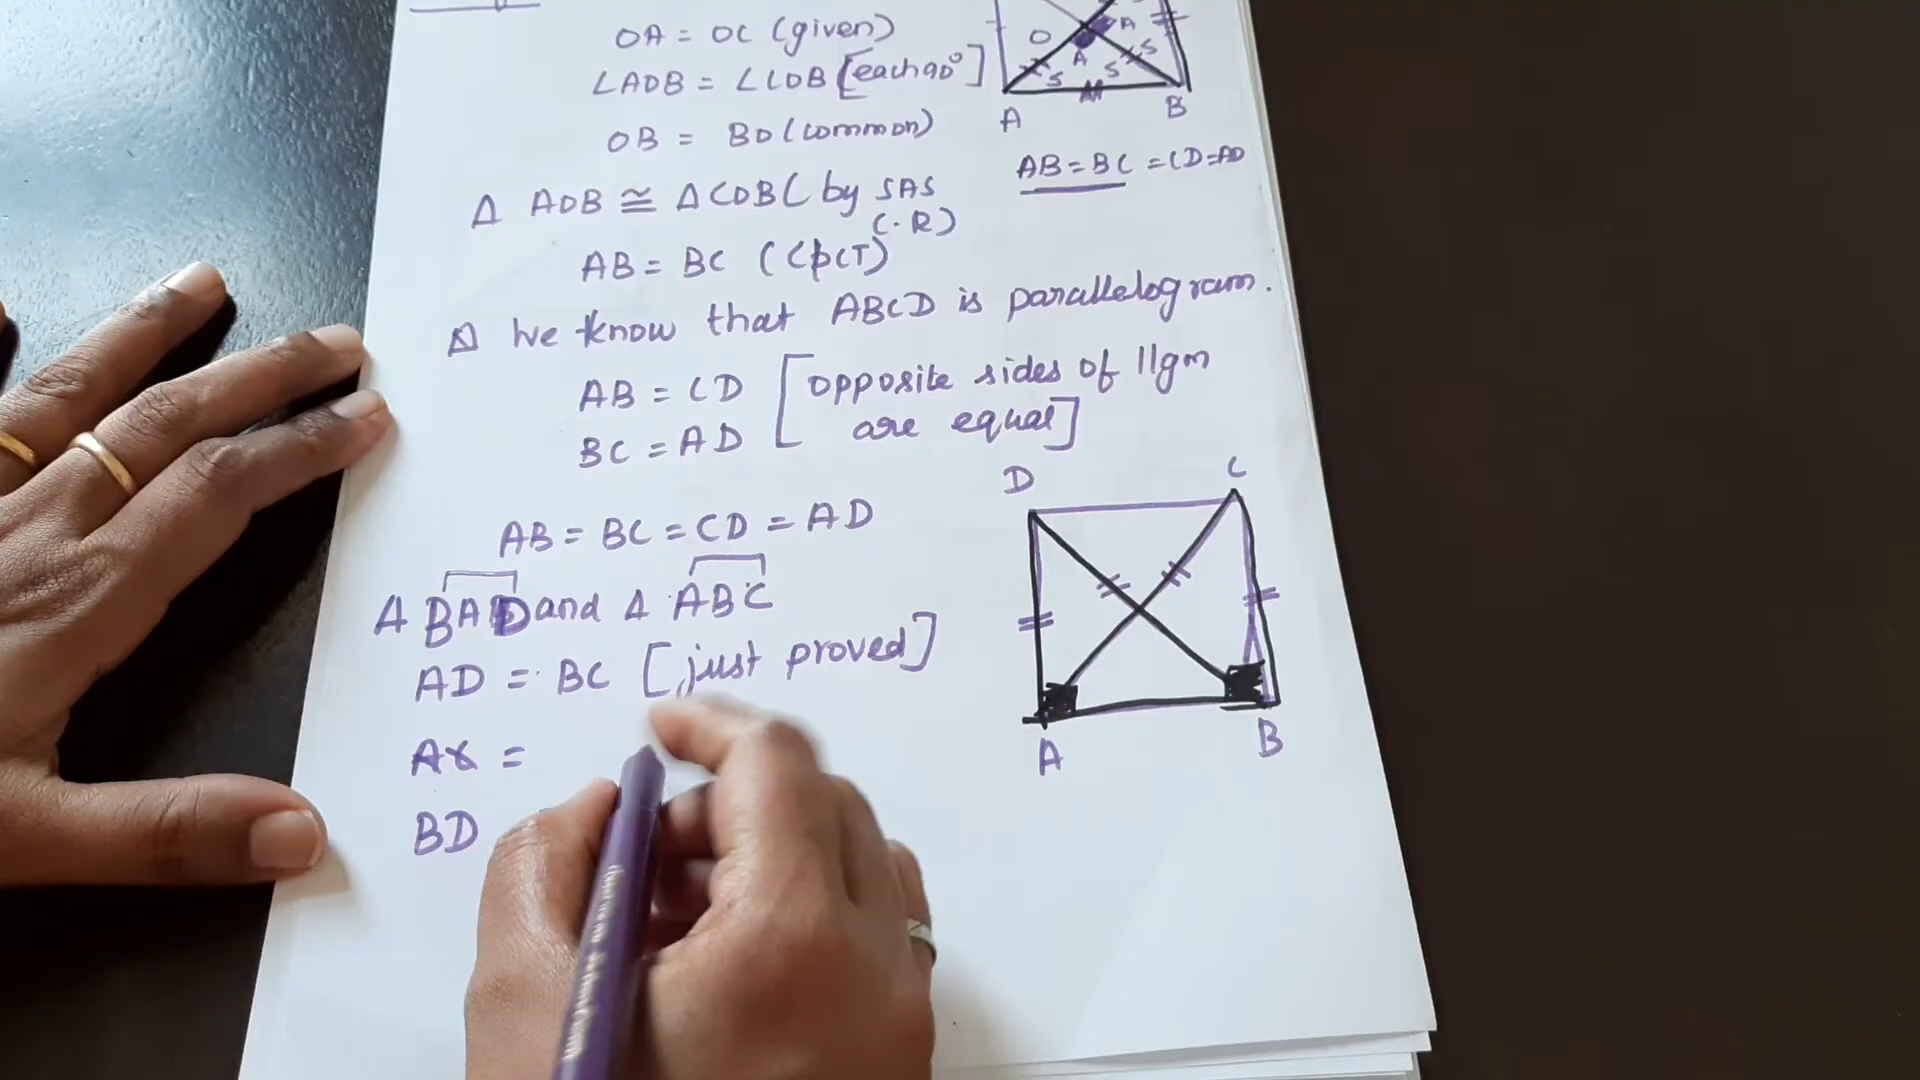 OA = OC (given)
∠AOB = ∠COB [each 90°]
OB = BO (common)
Δ AOB ≅ Δ COB ( by SAS
C.R)
AB = BC (CPCT)
We know that ABCD is parallelogram.
AB = CD [opposite sides of ||gm
BC = AD are equal]
AB = BC = CD = AD
Δ BAD and Δ ABC
AD = BC [just proved]
=
BD
O
A
A
S
S
S
A
B
AB = BC = CD = AD
D
C
A
B